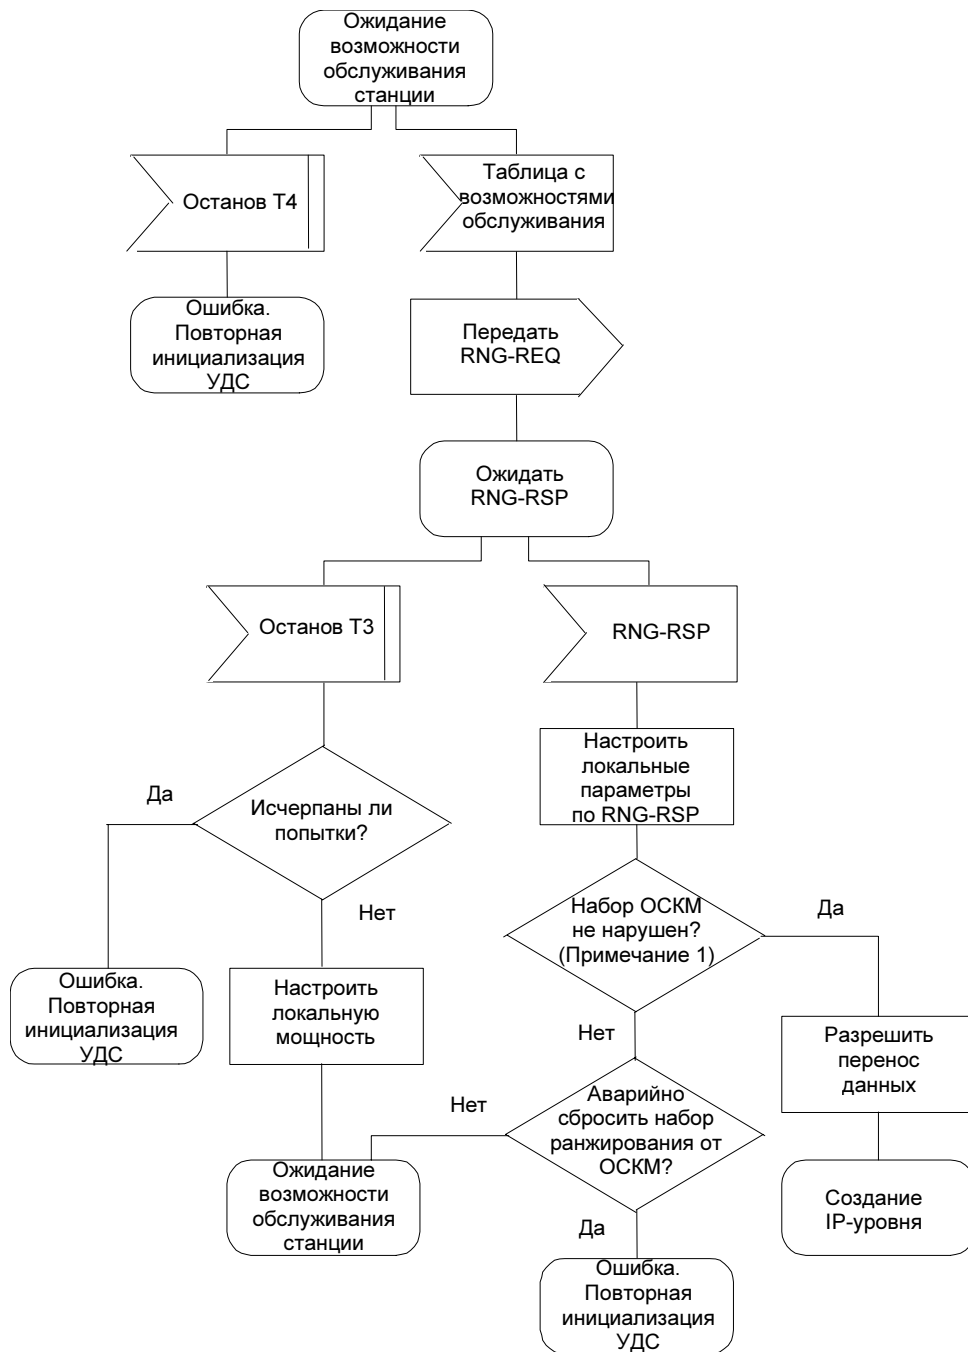 Ожидание
возможности
обслуживания
станции
Останов Т4
Таблица с
возможностями
обслуживания
Ошибка.
Повторная
инициализация
УДС
Передать
RNG-REQ
Ожидать
RNG-RSP
Останов Т3
RNG-RSP
Настроить
локальные
параметры
по RNG-RSP
Да
Исчерпаны ли
попытки?
Нет
Набор ОСКМ
не нарушен?
(Примечание 1)
Да
Ошибка.
Повторная
инициализация
УДС
Настроить
локальную
мощность
Нет
Разрешить
перенос
данных
Нет
Аварийно
сбросить набор
ранжирования от
ОСКМ?
Ожидание
возможности
обслуживания
станции
Да
Создание
IP-уровня
Ошибка.
Повторная
инициализация
УДС